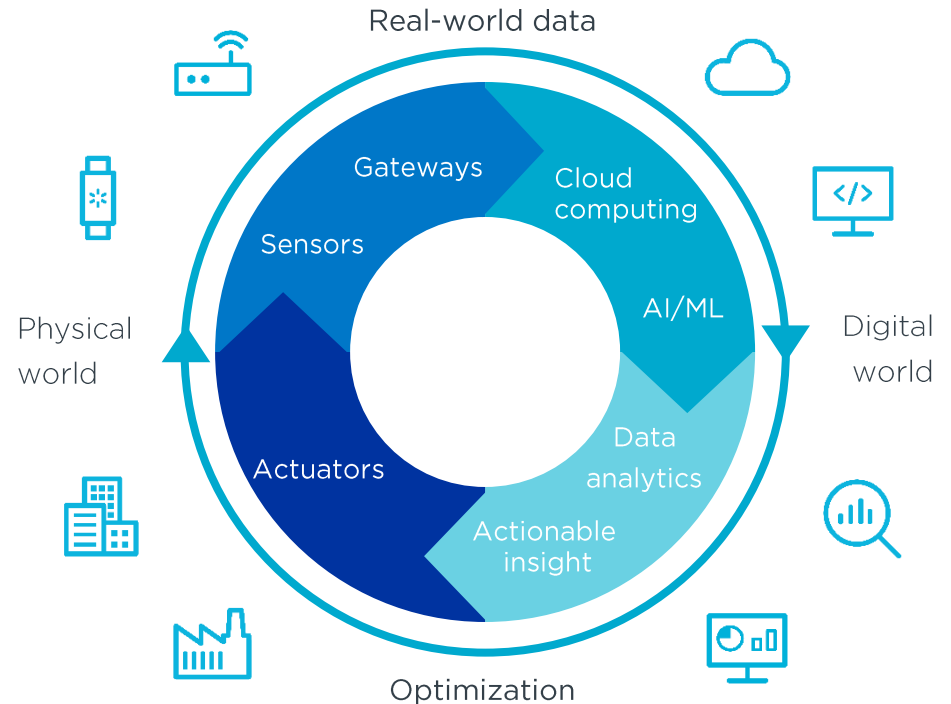 Real-world data
Gateways
Cloud
computing
</>
Sensors
AI/ML
Physical
world
Digital
world
Data
analytics
Actuators
Actionable
insight
Optimization